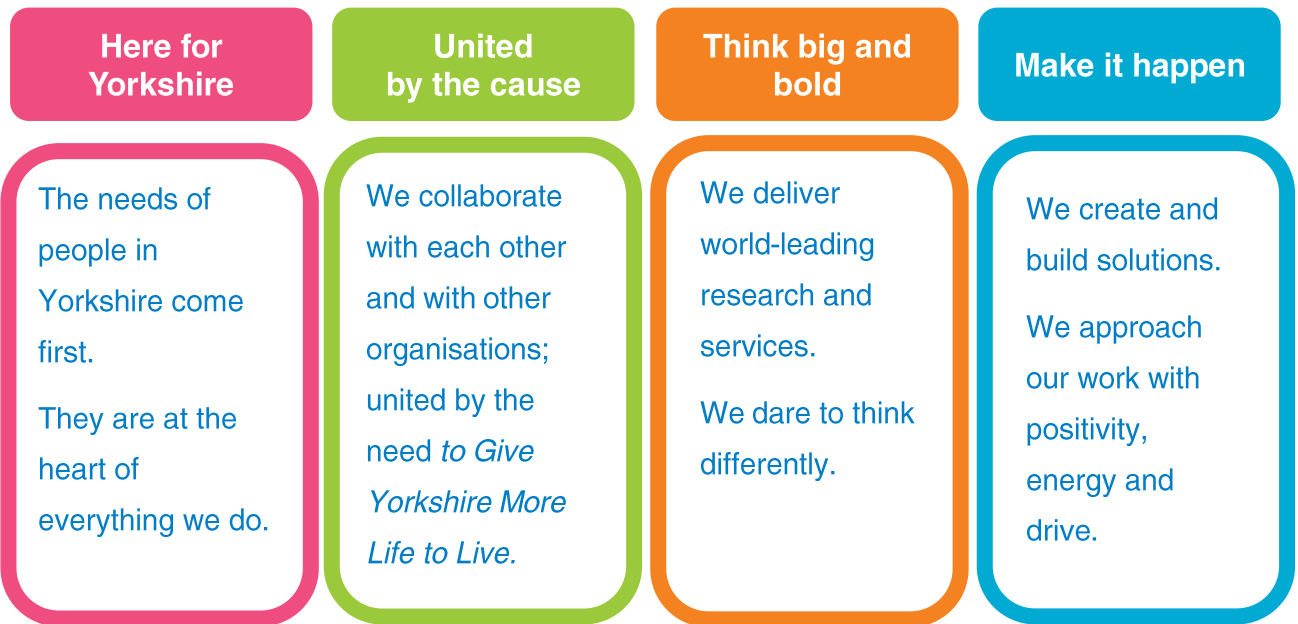 Here for
Yorkshire
The needs of
people in
Yorkshire come
first.
They are at the
heart of
everything we do.
United
by the cause
We collaborate
with each other
and with other
organisations;
united by the
need to Give
Yorkshire More
Life to Live.
Think big and
bold
We deliver
world-leading
research and
services.
We dare to think
differently.
Make it happen
We create and
build solutions.
We approach
our work with
positivity,
energy and
drive.